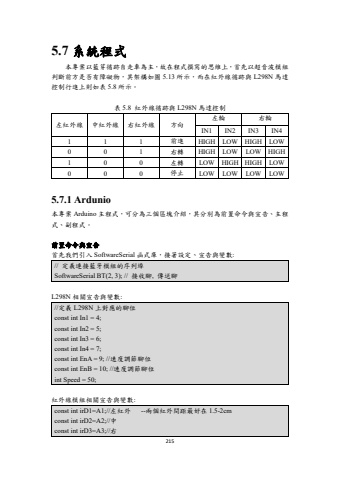 5.7 系統程式
本專案以藍芽循跡自走車為主，故在程式撰寫的思維上，首先以超音波模組
判斷前方是否有障礙物，其架構如圖 5.13 所示，而在紅外線循跡與 L298N 馬達
控制行進上則如表 5.8 所示。
表 5.8 紅外線循跡與 L298N 馬達控制
左紅外線 中紅外線 右紅外線 方向 左輪 右輪
IN1 IN2 IN3 IN4
1 1 1 前進 HIGH LOW HIGH LOW
0 0 1 右轉 HIGH LOW LOW HIGH
1 0 0 左轉 LOW HIGH HIGH LOW
0 0 0 停止 LOW LOW LOW LOW
5.7.1 Ardunio
本專案 Arduino 主程式，可分為三個區塊介紹，其分別為前置命令與宣告、主程
式、副程式。
前置命令與宣告
首先我們引入 SoftwareSerial 函式庫，接著設定、宣告與變數:
// 定義連接藍牙模組的序列埠
SoftwareSerial BT(2, 3); // 接收腳, 傳送腳
L298N 相關宣告與變數:
//定義 L298N 上對應的腳位
const int In1 = 4;
const int In2 = 5;
const int In3 = 6;
const int In4 = 7;
const int EnA = 9; //速度調節腳位
const int EnB = 10; //速度調節腳位
int Speed = 50;
紅外線模組相關宣告與變數:
const int irD1=A1;//左紅外 --兩個紅外間距最好在 1.5-2cm
const int irD2=A2;//中
const int irD3=A3;//右
215